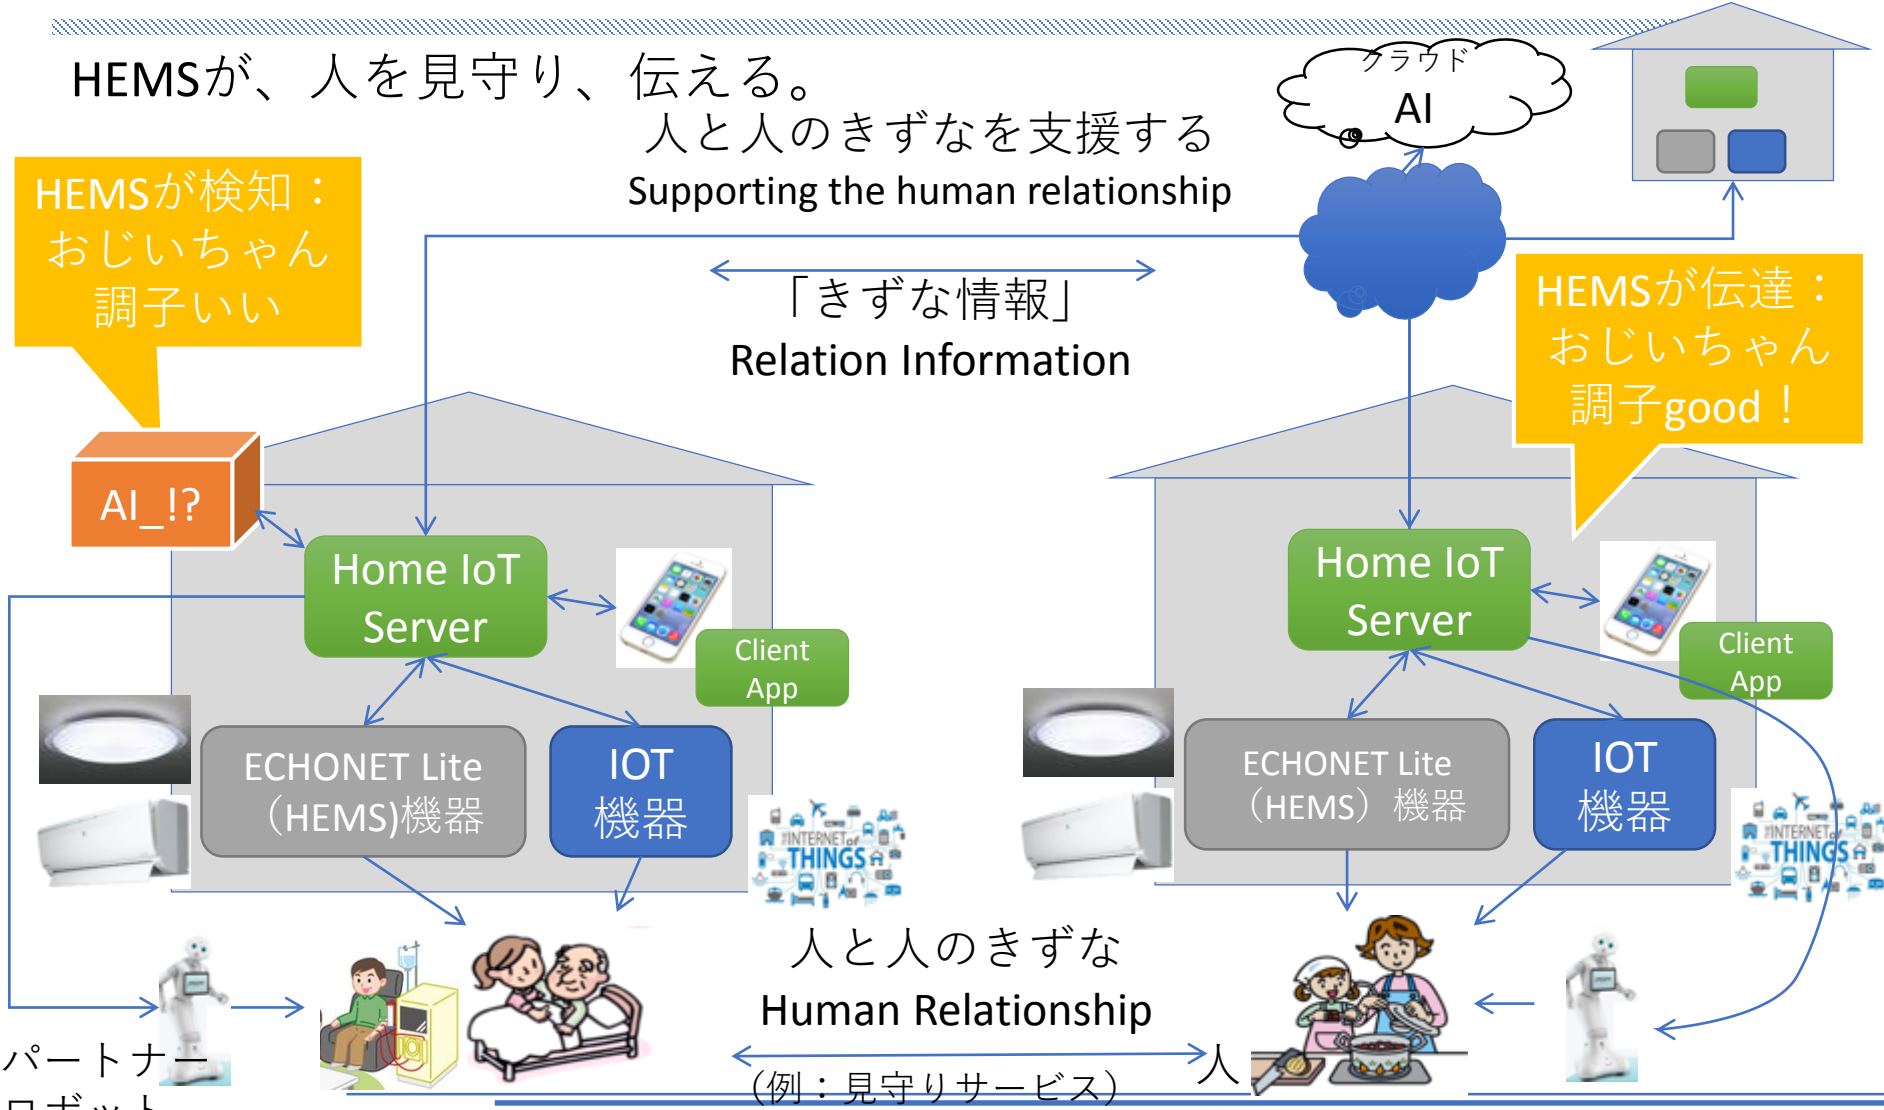 HEMSが、人を見守り、伝える。
クラウド
AI
人と人のきずなを支援する
Supporting the human relationship
HEMSが検知：
おじいちゃん
調子いい
「きずな情報」
Relation Information
HEMSが伝達：
おじいちゃん
調子good！
AI_!?
Home IoT
Server
Client
App
ECHONET Lite
（HEMS)機器
IOT
機器
THE INTERNET of
THINGS
Home IoT
Server
Client
App
ECHONET Lite
（HEMS）機器
IOT
機器
THE INTERNET of
THINGS
人と人のきずな
Human Relationship
（例：見守りサービス）
人
パートナー
ロボット